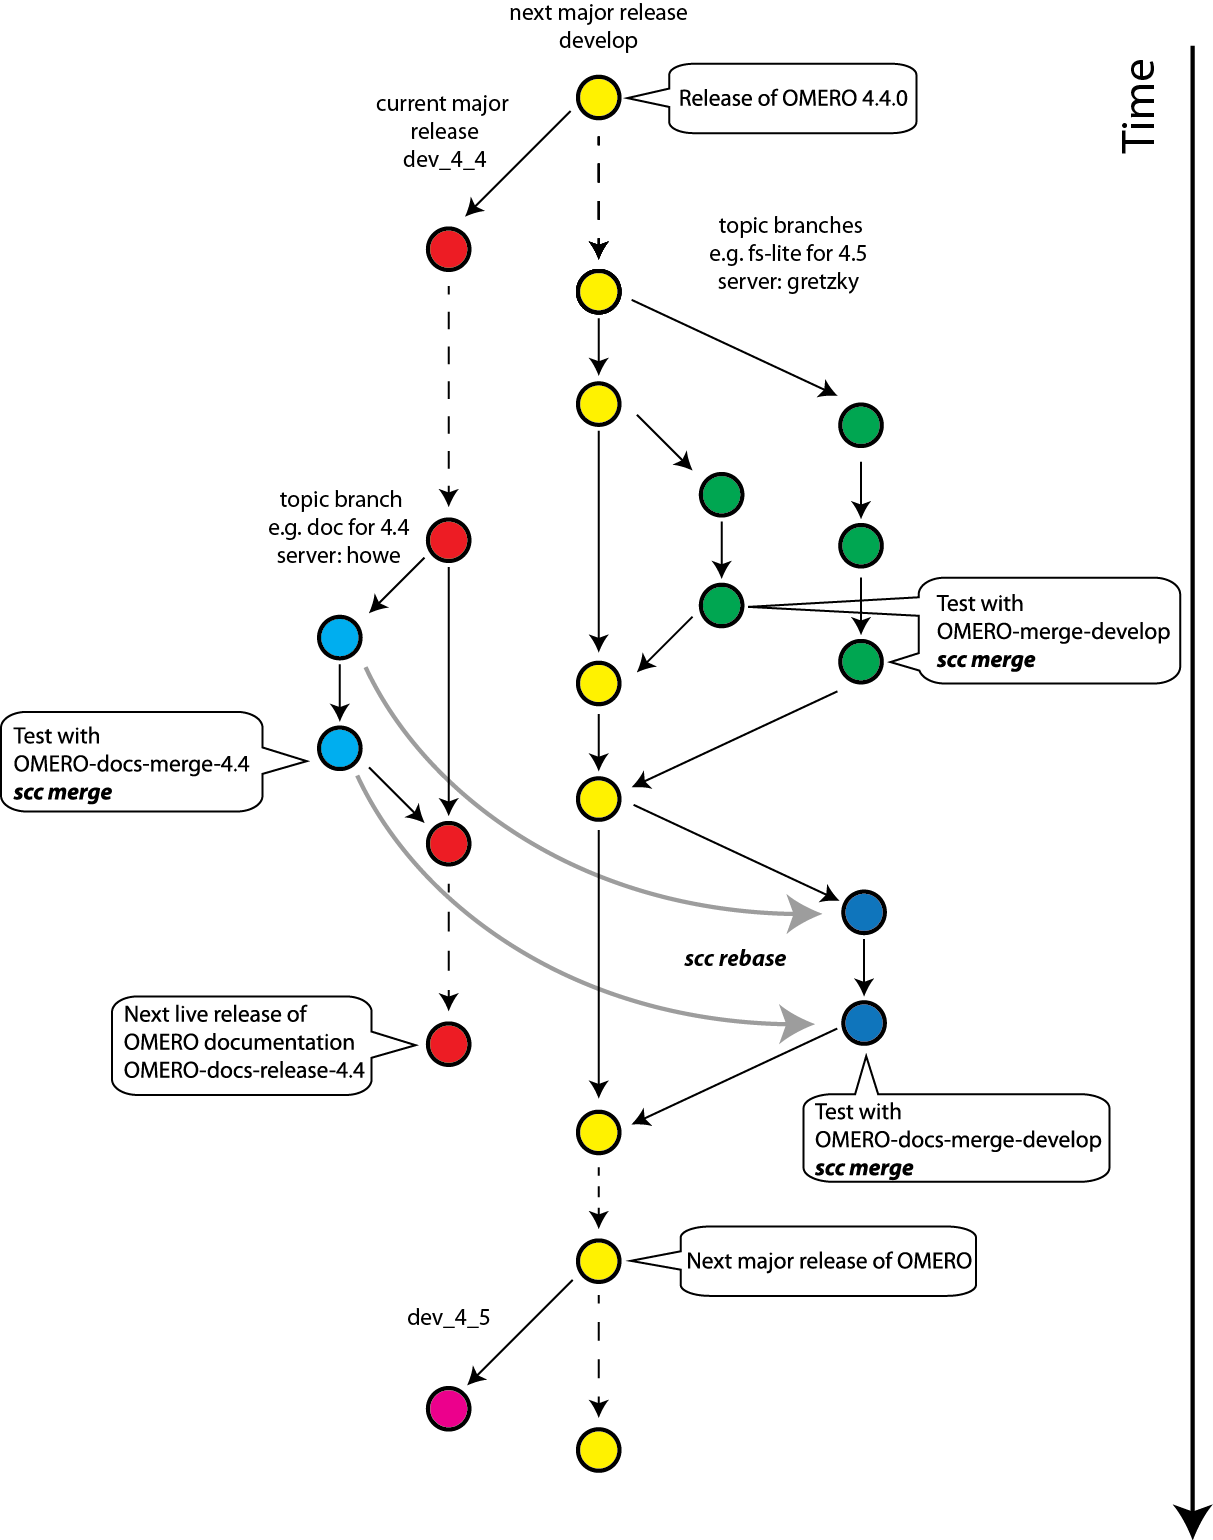 next major release
develop
Release of OMERO 4.4.0
Time
current major
release
dev_4_4
topic branches
e.g. fs-lite for 4.5
server: gretzky
topic branch
e.g. doc for 4.4
server: howe
Test with
OMERO-merge-develop
scc merge
Test with
OMERO-docs-merge-4.4
scc merge
scc rebase
Next live release of
OMERO documentation
OMERO-docs-release-4.4
Test with
OMERO-docs-merge-develop
scc merge
Next major release of OMERO
dev_4_5